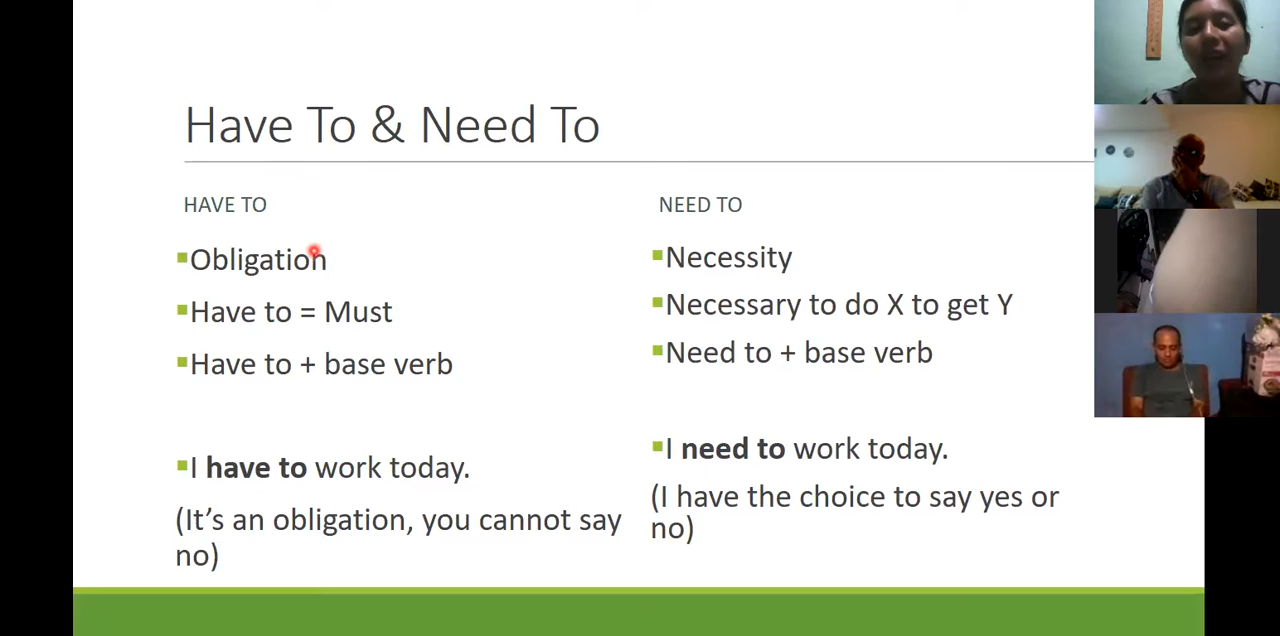 Have To & Need To
HAVE TO
▪Obligation
▪Have to = Must
▪Have to + base verb
▪I have to work today.
(It’s an obligation, you cannot say
no)
NEED TO
▪Necessity
▪Necessary to do X to get Y
▪Need to + base verb
▪I need to work today.
(I have the choice to say yes or
no)